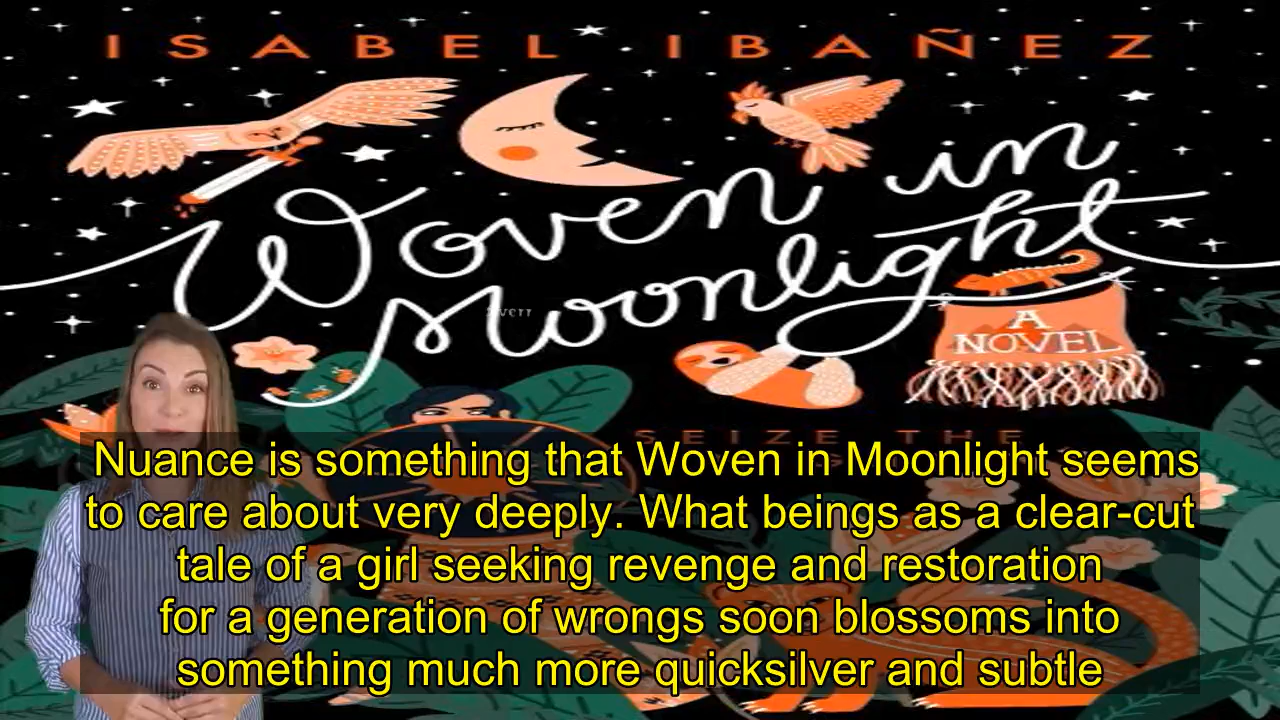 ISABEL IBAÑEZ
Woven in
Moonlight
A
NOVEL
SEIZE THE
Nuance is something that Woven in Moonlight seems
to care about very deeply. What beings as a clear-cut
tale of a girl seeking revenge and restoration
for a generation of wrongs soon blossoms into
something much more quicksilver and subtle